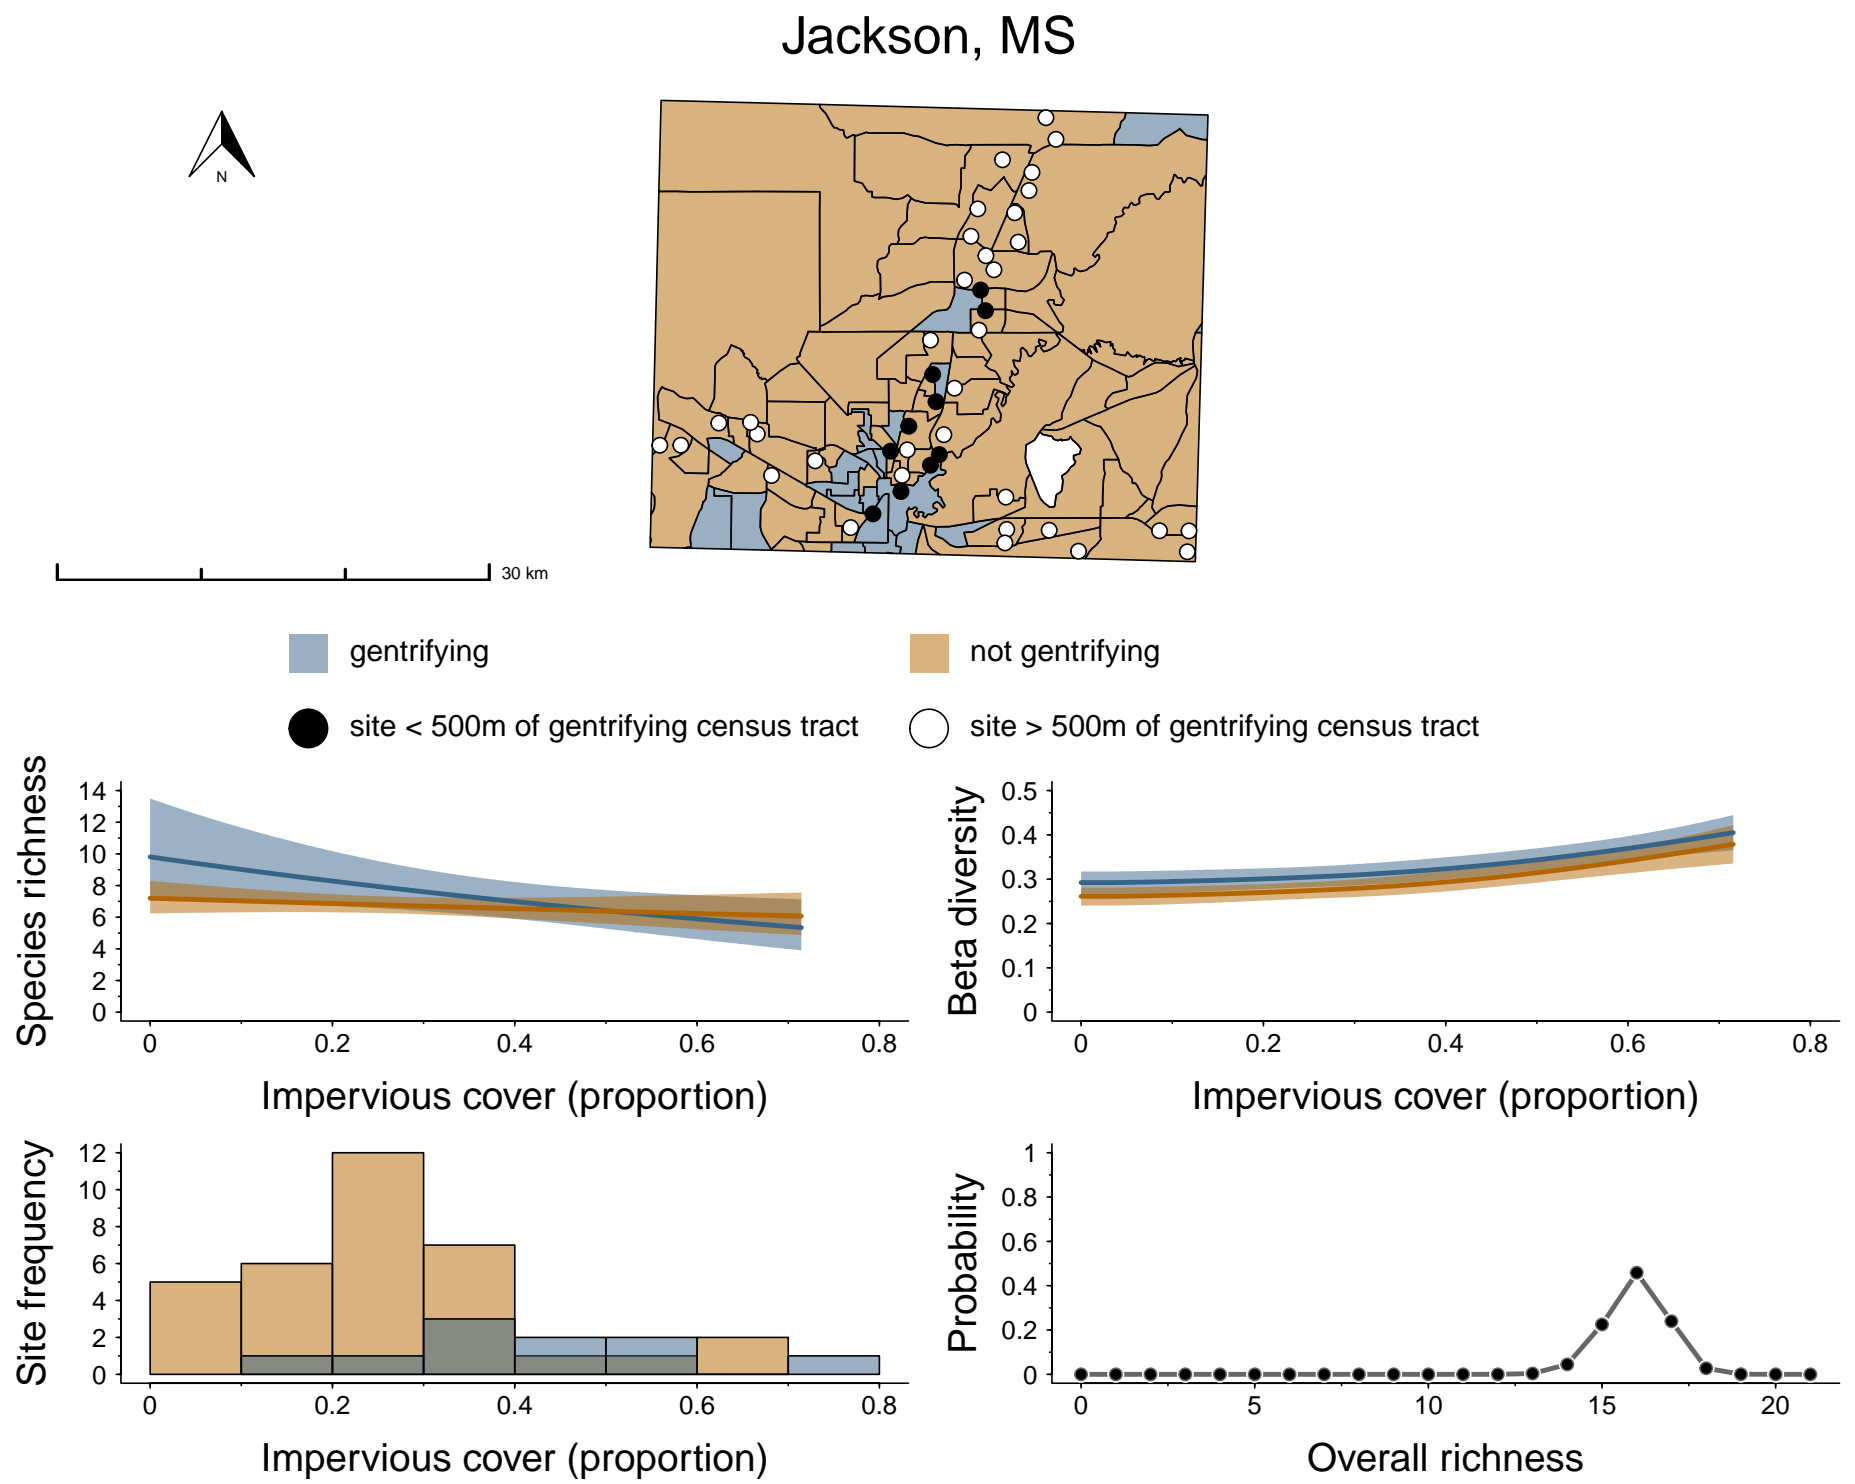 Jackson, MS
N
30 km
gentrifying
not gentrifying
site < 500m of gentrifying census tract
site > 500m of gentrifying census tract
Species richness
14
12
10
8
6
4
2
0
0 0.2 0.4 0.6 0.8
Impervious cover (proportion)
Beta diversity
0.5
0.4
0.3
0.2
0.1
0
0 0.2 0.4 0.6 0.8
Impervious cover (proportion)
Site frequency
12
10
8
6
4
2
0
0 0.2 0.4 0.6 0.8
Impervious cover (proportion)
Probability
1
0.8
0.6
0.4
0.2
0
0 5 10 15 20
Overall richness